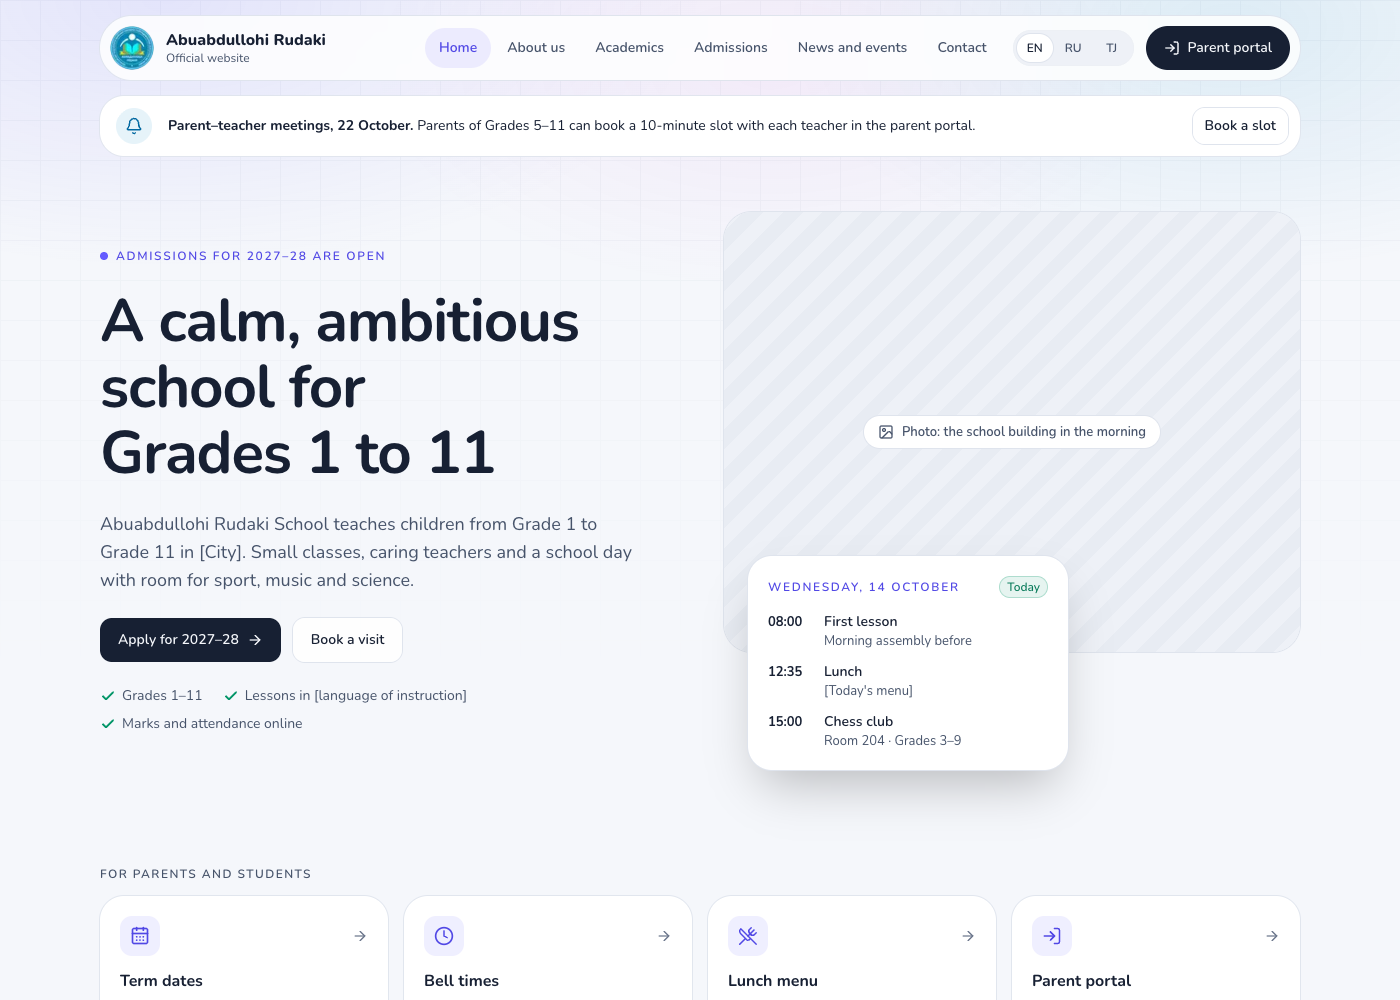 Abuabdullohi Rudaki
Official website
Home
About us
Academics
Admissions
News and events
Contact
EN
RU
TJ
Parent portal
Parent–teacher meetings, 22 October. Parents of Grades 5–11 can book a 10-minute slot with each teacher in the parent portal.
Book a slot
ADMISSIONS FOR 2027–28 ARE OPEN
A calm, ambitious
school for
Grades 1 to 11
Abuabdullohi Rudaki School teaches children from Grade 1 to
Grade 11 in [City]. Small classes, caring teachers and a school day
with room for sport, music and science.
Apply for 2027–28
Book a visit
Grades 1–11
Lessons in [language of instruction]
Marks and attendance online
Photo: the school building in the morning
WEDNESDAY, 14 OCTOBER
Today
08:00 First lesson
Morning assembly before
12:35 Lunch
[Today's menu]
15:00 Chess club
Room 204 · Grades 3–9
FOR PARENTS AND STUDENTS
Term dates
Bell times
Lunch menu
Parent portal